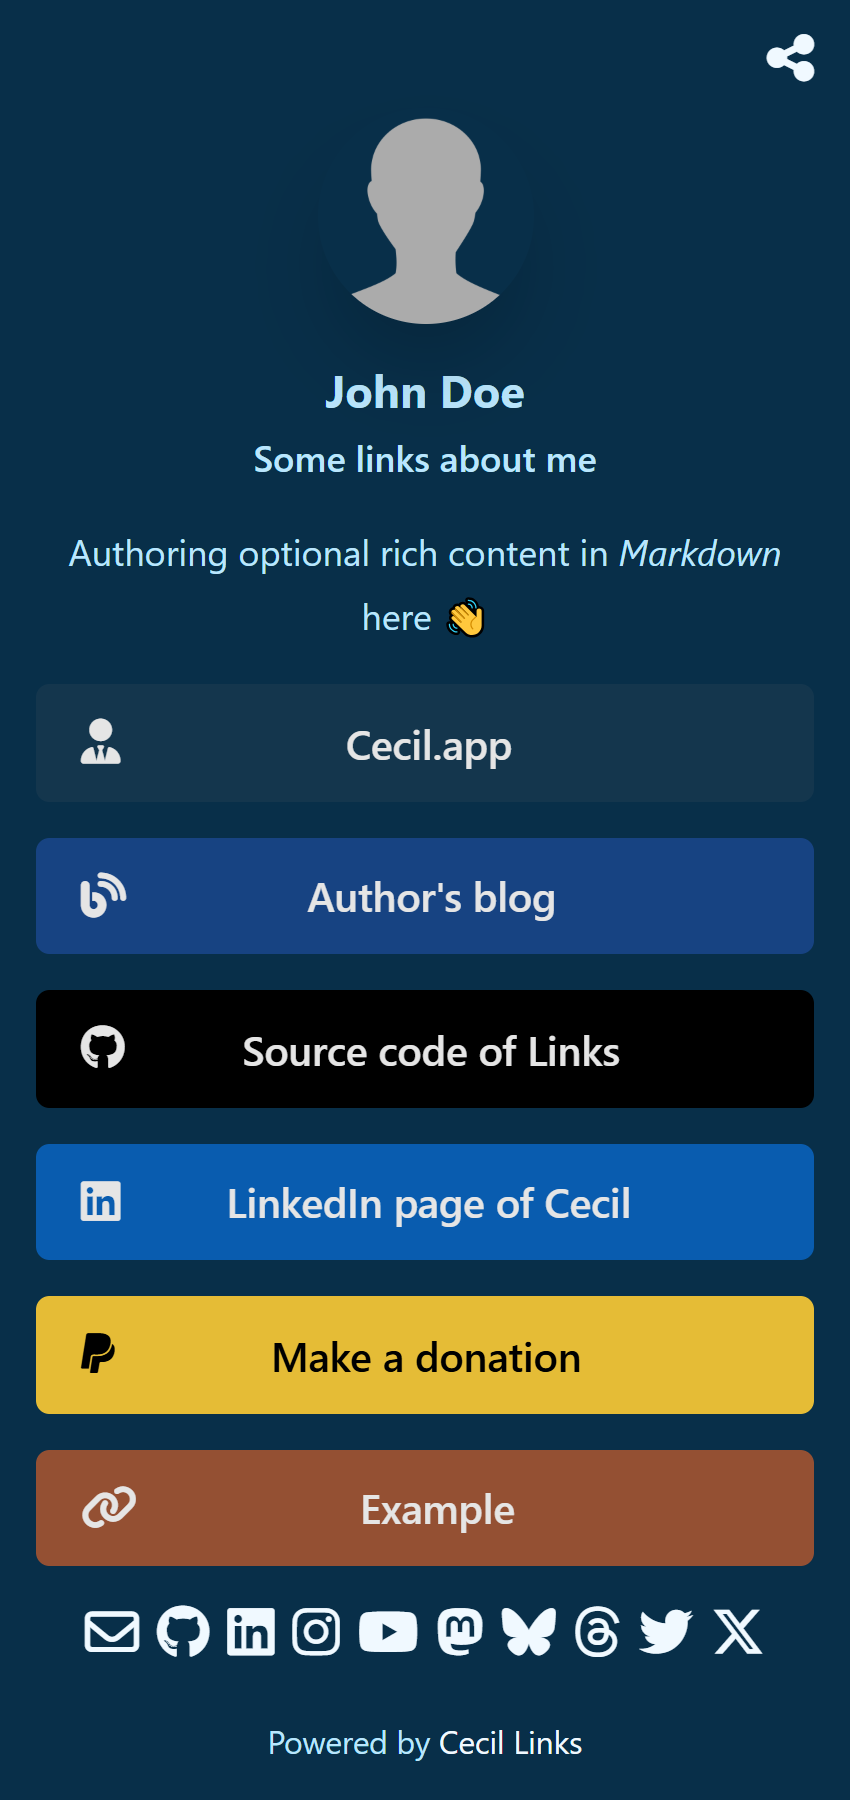 John Doe
Some links about me
Authoring optional rich content in Markdown
here 👋
Cecil.app
Author's blog
Source code of Links
LinkedIn page of Cecil
Make a donation
Example
Powered by Cecil Links